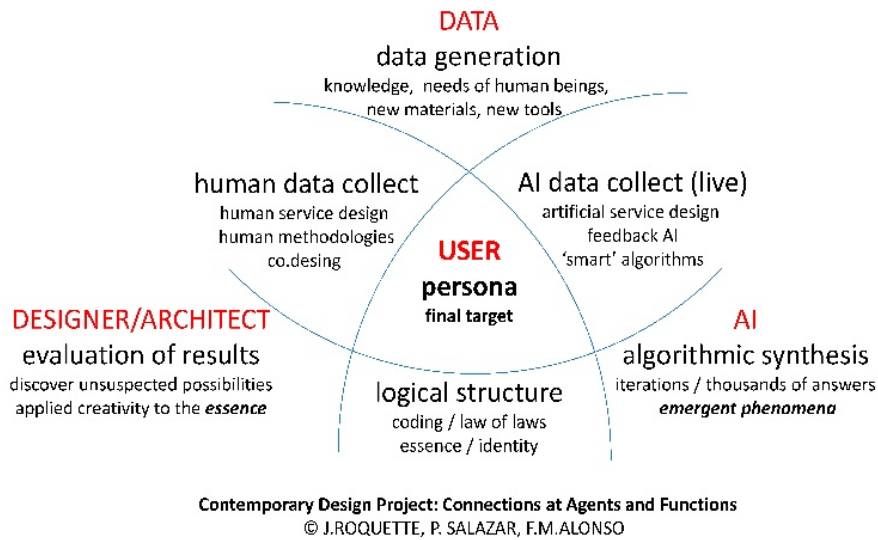 DATA
data generation
knowledge, needs of human beings,
new materials, new tools
human data collect
human service design
human methodologies
co.desing
AI data collect (live)
artificial service design
feedback AI
‘smart’ algorithms
USER
persona
final target
DESIGNER/ARCHITECT
evaluation of results
discover unsuspected possibilities
applied creativity to the essence
AI
algorithmic synthesis
iterations / thousands of answers
emergent phenomena
logical structure
coding / law of laws
essence / identity
Contemporary Design Project: Connections at Agents and Functions
© J.ROQUETTE, P. SALAZAR, F.M.ALONSO